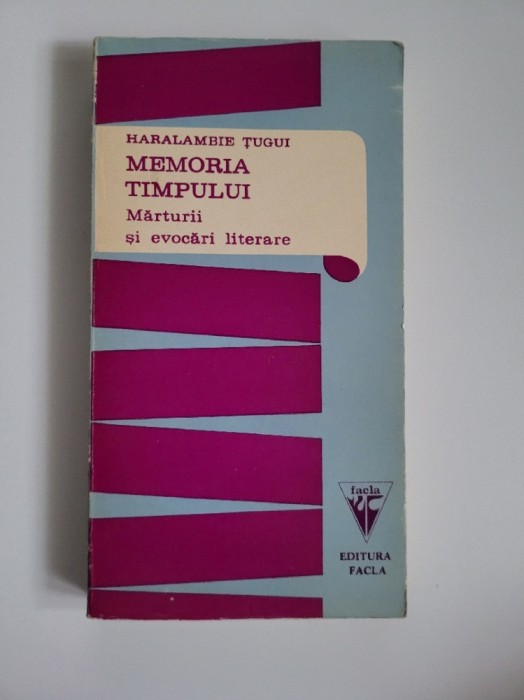 HARALAMBIE ȚUGUI
MEMORIA
TIMPULUI
Mărturii
și evocări literare
facla
EDITURA
FACLA